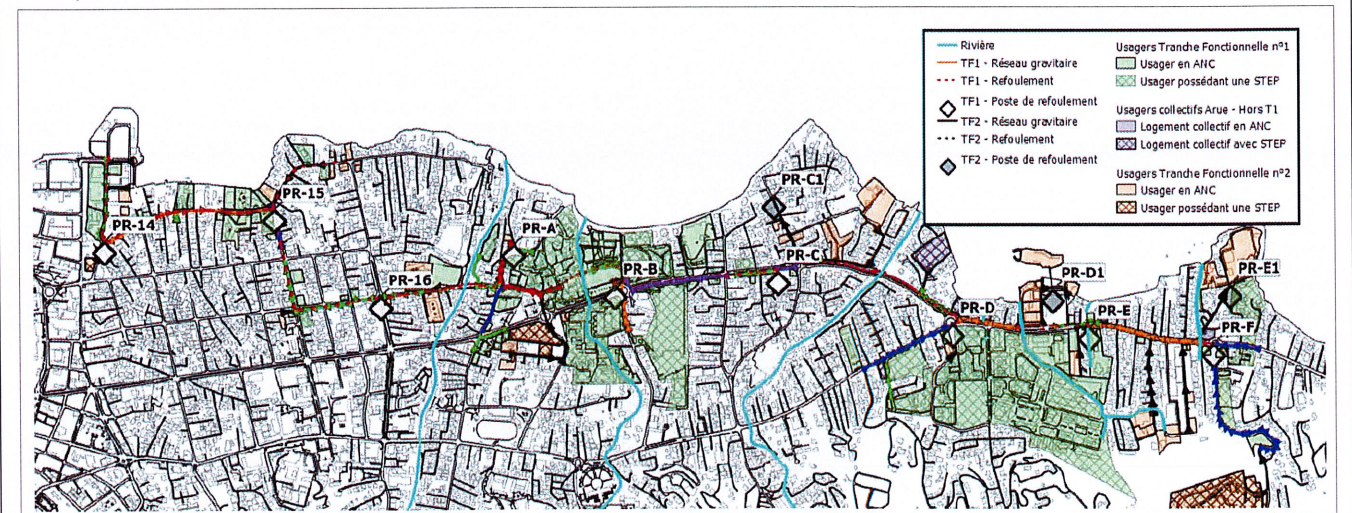 Rivière
TF1 - Réseau gravitaire
TF1 - Refoulement
TF1 - Poste de refoulement
TF2 - Réseau gravitaire
TF2 - Refoulement
TF2 - Poste de refoulement
Usagers Tranche Fonctionnelle n°1
Usager en ANC
Usager possédant une STEP
Usagers collectifs Arue - Hors T1
Logement collectif en ANC
Logement collectif avec STEP
Usagers Tranche Fonctionnelle n°2
Usager en ANC
Usager possédant une STEP
PR-C1
PR-15
PR-14
PR-A
PR-C
PR-B
PR-16
PR-D1
PR-E1
PR-E
PR-D
PR-F